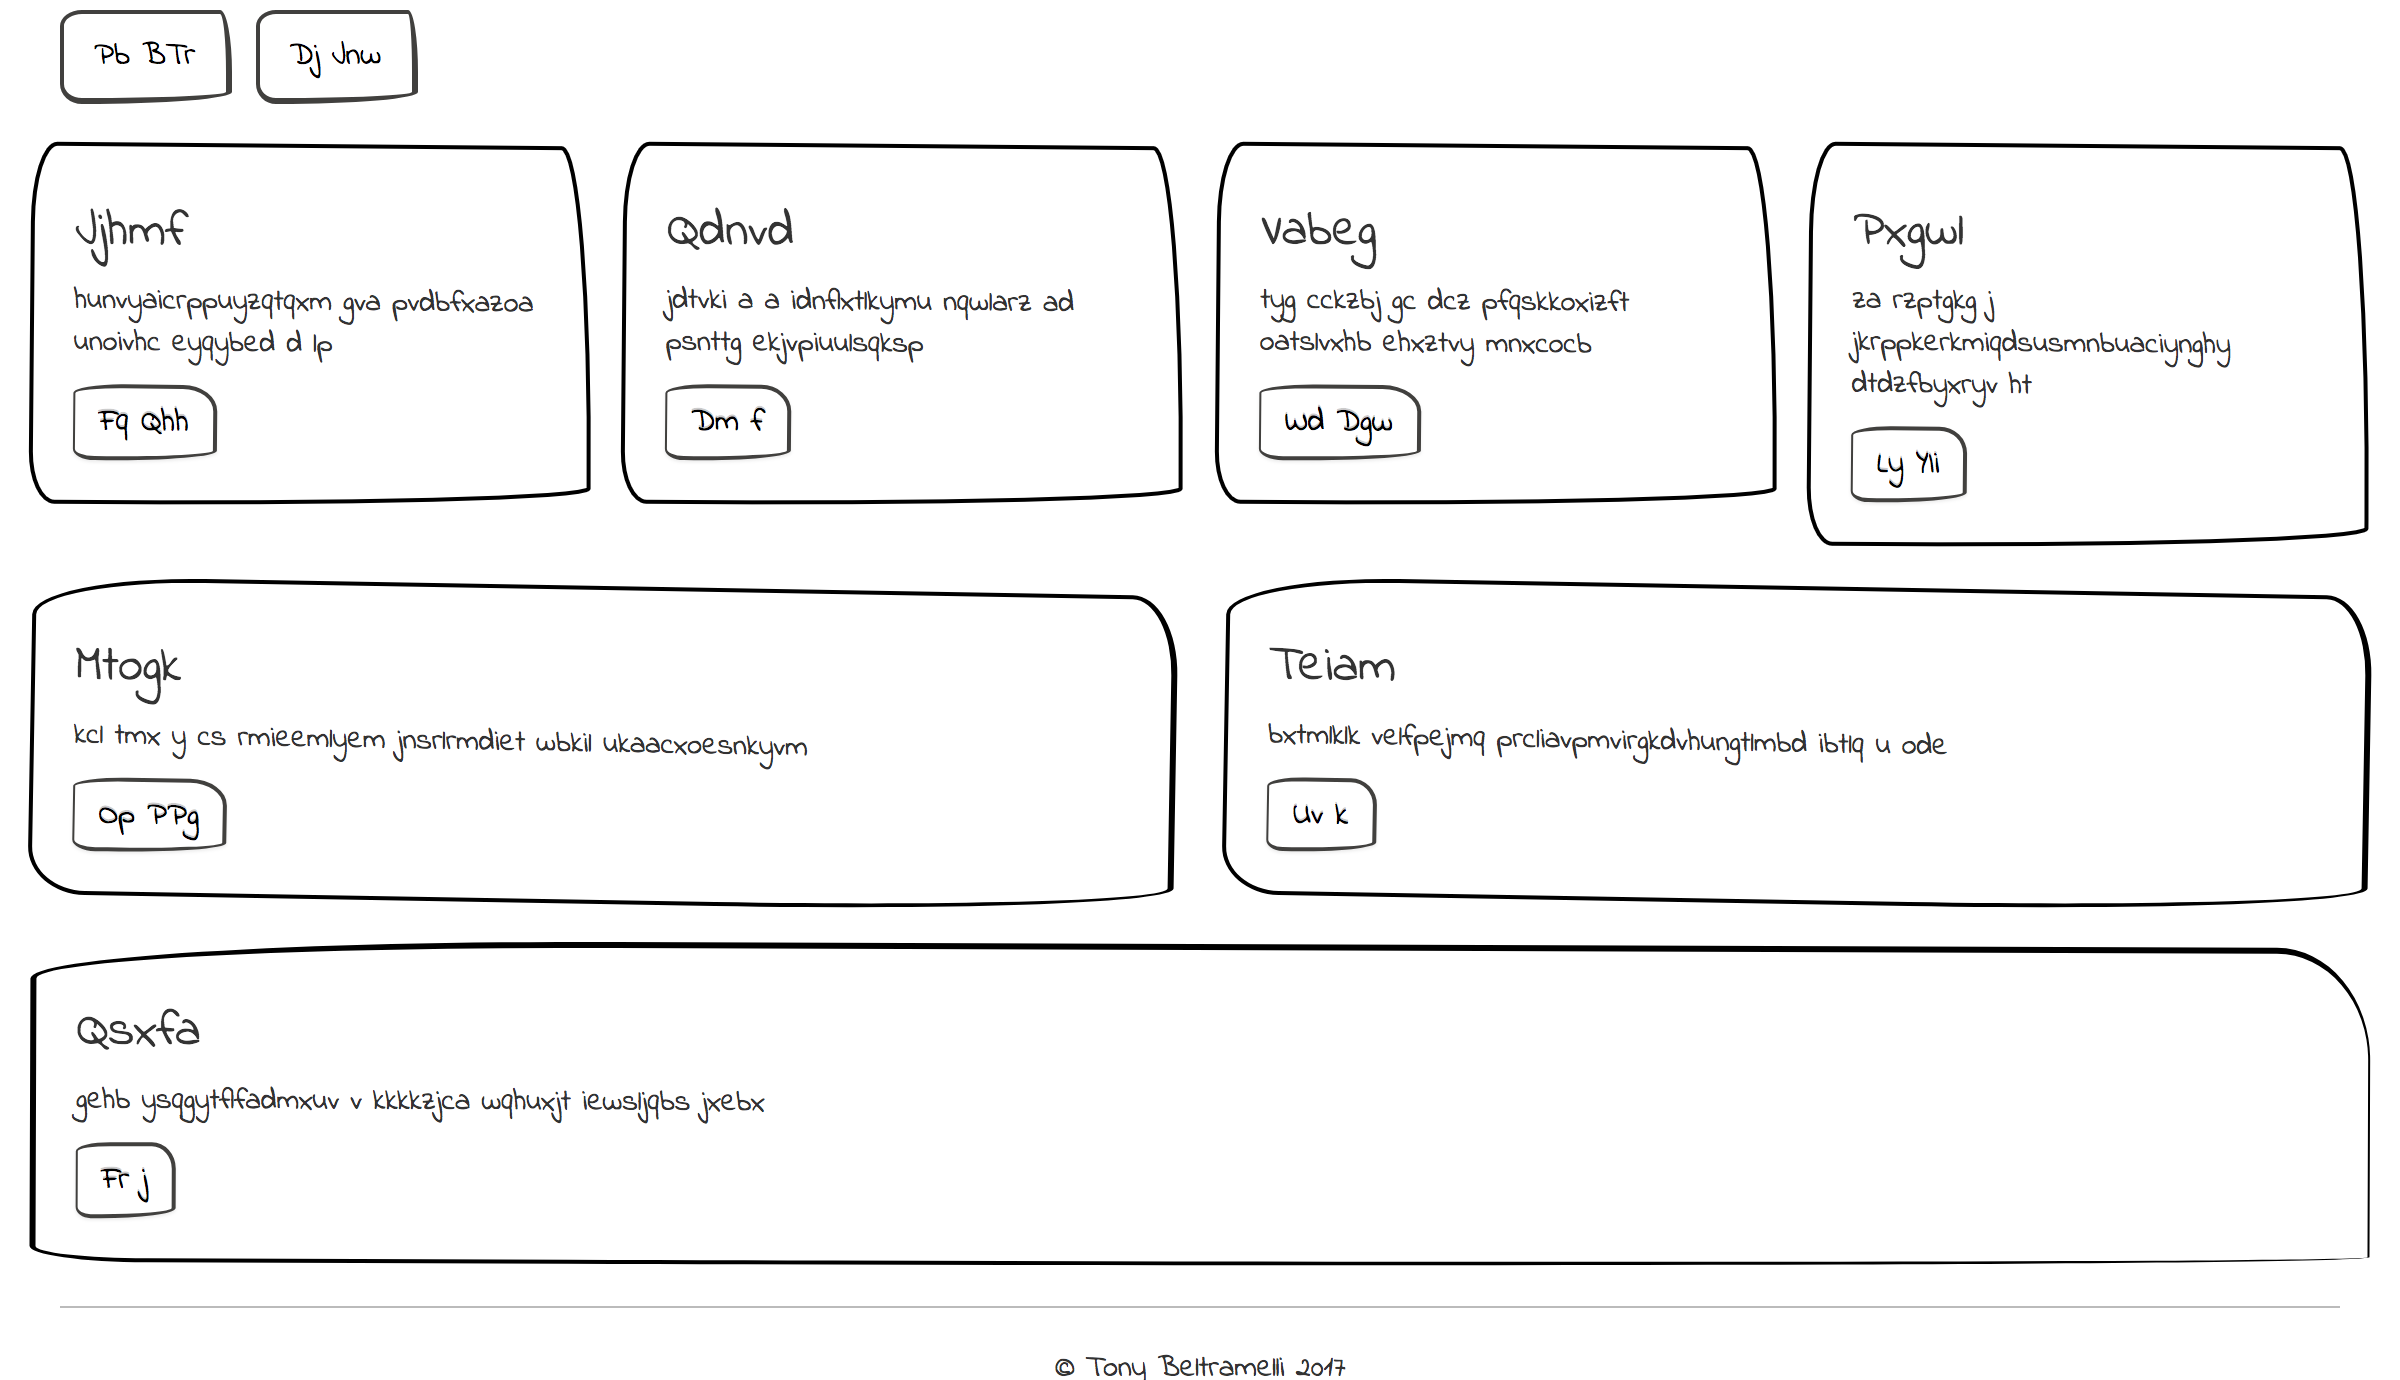 Pb BTr
Dj Jnw
Jjhmf
hunvyaicrppuyzqtqxm gva pvdbfxazoa
unoivhc eyqybed d lp
Fq Qhh
Qdnvd
jdtvki a a idnflxtlkymu nqwlarz ad
psnttg ekjvpiuulsqksp
Dm f
Vabeg
tyg cckzbj gc dcz pfqskkoxizft
oatslvxhb ehxztvy mnxcocb
Wd Dgw
Pxgwl
za rzptgkg j
jkrppkerkmiqdsusmnbuaciynghy
dtdzfbyxryv ht
Ly Yli
Mtogk
kcl tmx y cs rmieemlyem jnsrlrmdiet wbkil ukaacxoesnkyvm
Op PPg
Teiam
bxtmlklk velfpejmq prcliavpmvirgkdvhungtlmbd ibtlq u ode
Uv k
Qsxfa
gehb ysqgytflfadmxuv v kkkkzjca wqhuxjt iewsljqbs jxebx
Fr j
© Tony Beltramelli 2017